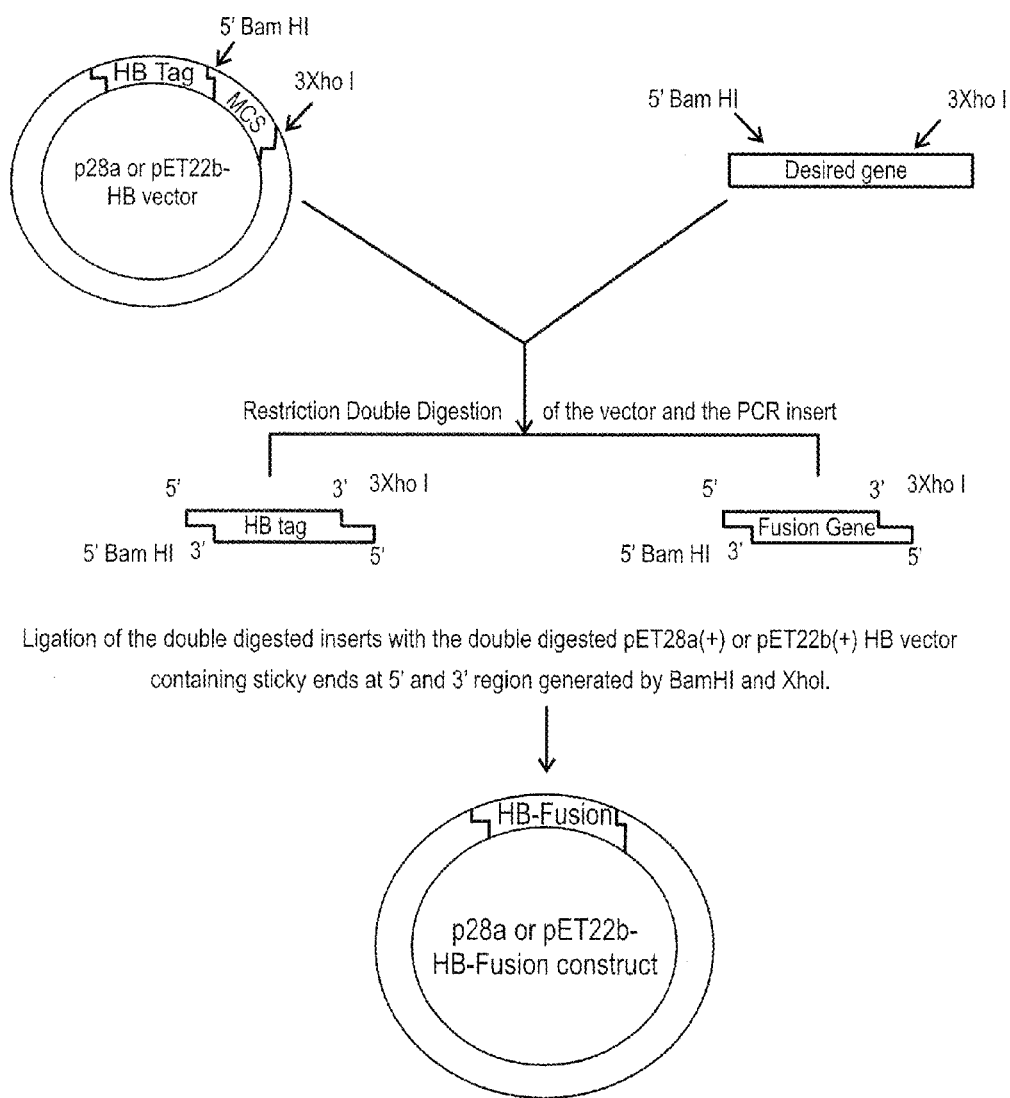 5' Bam HI
HB Tag
3Xho I
MCS
p28a or pET22b-
HB vector
5' Bam HI
3Xho I
Desired gene
Restriction Double Digestion of the vector and the PCR insert
5' 3' 3Xho I
HB tag
5' Bam HI 3' 5'
5' 3' 3Xho I
Fusion Gene
5' Bam HI 3' 5'
Ligation of the double digested inserts with the double digested pET28a(+) or pET22b(+) HB vector
containing sticky ends at 5' and 3' region generated by BamHI and XhoI.
HB-Fusion
p28a or pET22b-
HB-Fusion construct